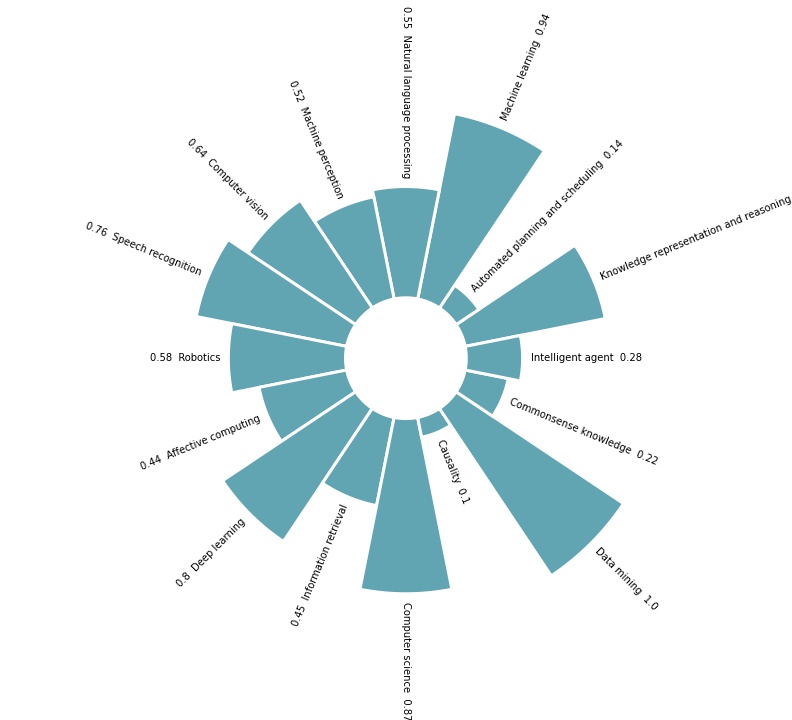 0.55 Natural language processing
Machine learning 0.94
0.52 Machine perception
0.64 Computer vision
Automated planning and scheduling 0.14
0.76 Speech recognition
Knowledge representation and reasoning
0.58 Robotics
Intelligent agent 0.28
0.44 Affective computing
Commonsense knowledge 0.22
0.8 Deep learning
0.45 Information retrieval
Causality 0.1
Data mining 1.0
Computer science 0.87